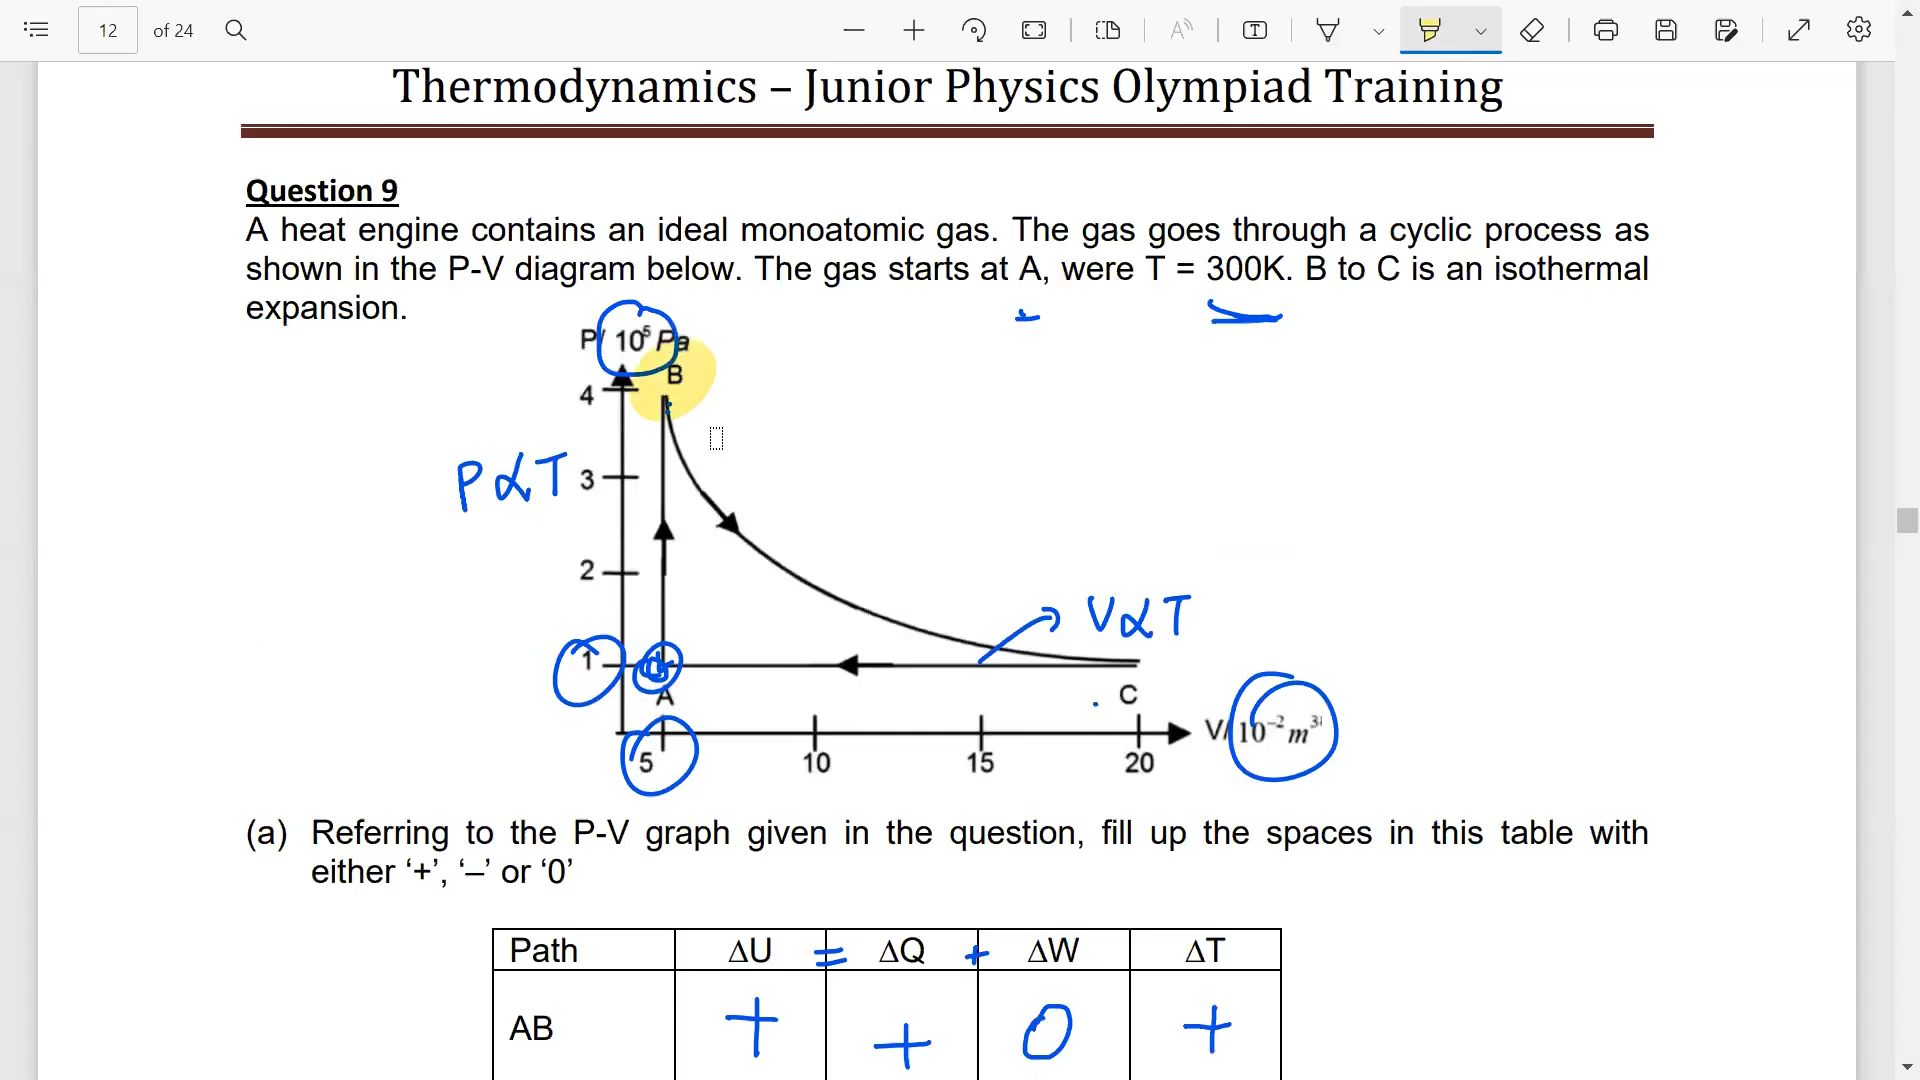 12 of 24
Thermodynamics – Junior Physics Olympiad Training
Question 9
A heat engine contains an ideal monoatomic gas. The gas goes through a cyclic process as
shown in the P-V diagram below. The gas starts at A, were T = 300K. B to C is an isothermal
expansion.
P/ 10⁵ Pa
B
4
P∝T 3
2
V∝T
1
A
C
V/ 10⁻² m³
5 10 15 20
(a) Referring to the P-V graph given in the question, fill up the spaces in this table with
either ‘+’, ‘–’ or ‘0’
Path ΔU = ΔQ + ΔW ΔT
AB + + 0 +